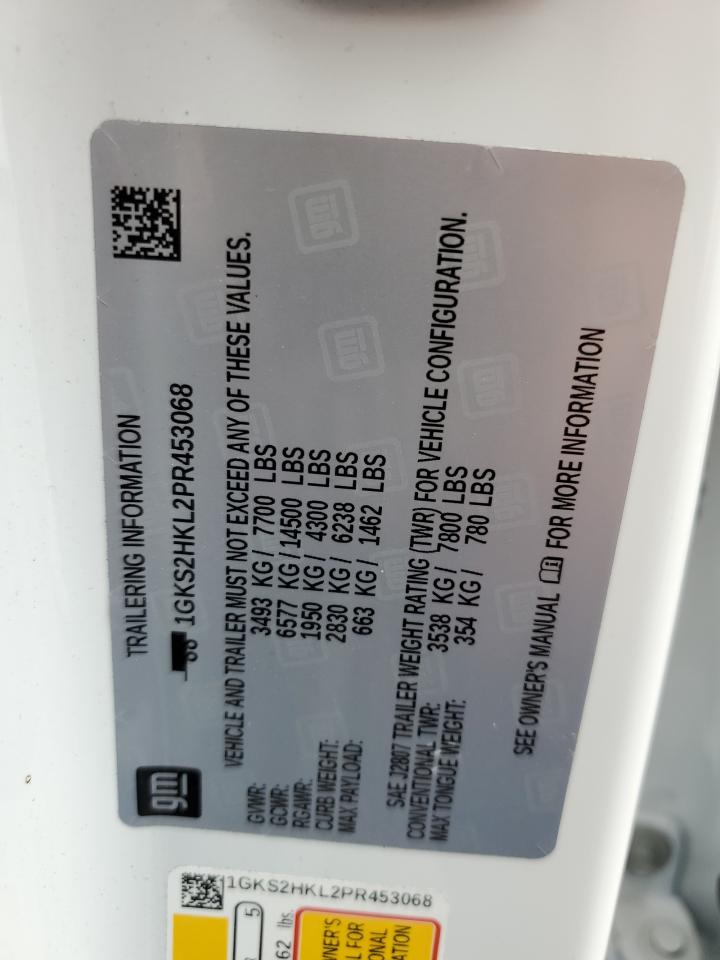 gm
TRAILERING INFORMATION
1GKS2HKL2PR453068
VEHICLE AND TRAILER MUST NOT EXCEED ANY OF THESE VALUES.
GVWR: 3493 KG / 7700 LBS
GCWR: 6577 KG / 14500 LBS
RGAWR: 1950 KG / 4300 LBS
CURB WEIGHT: 2830 KG / 6238 LBS
MAX PAYLOAD: 663 KG / 1462 LBS
SAE J2807 TRAILER WEIGHT RATING (TWR) FOR VEHICLE CONFIGURATION.
CONVENTIONAL TWR: 3538 KG / 7800 LBS
MAX TONGUE WEIGHT: 354 KG / 780 LBS
SEE OWNER'S MANUAL FOR MORE INFORMATION
1GKS2HKL2PR453068
5
62 lbs.